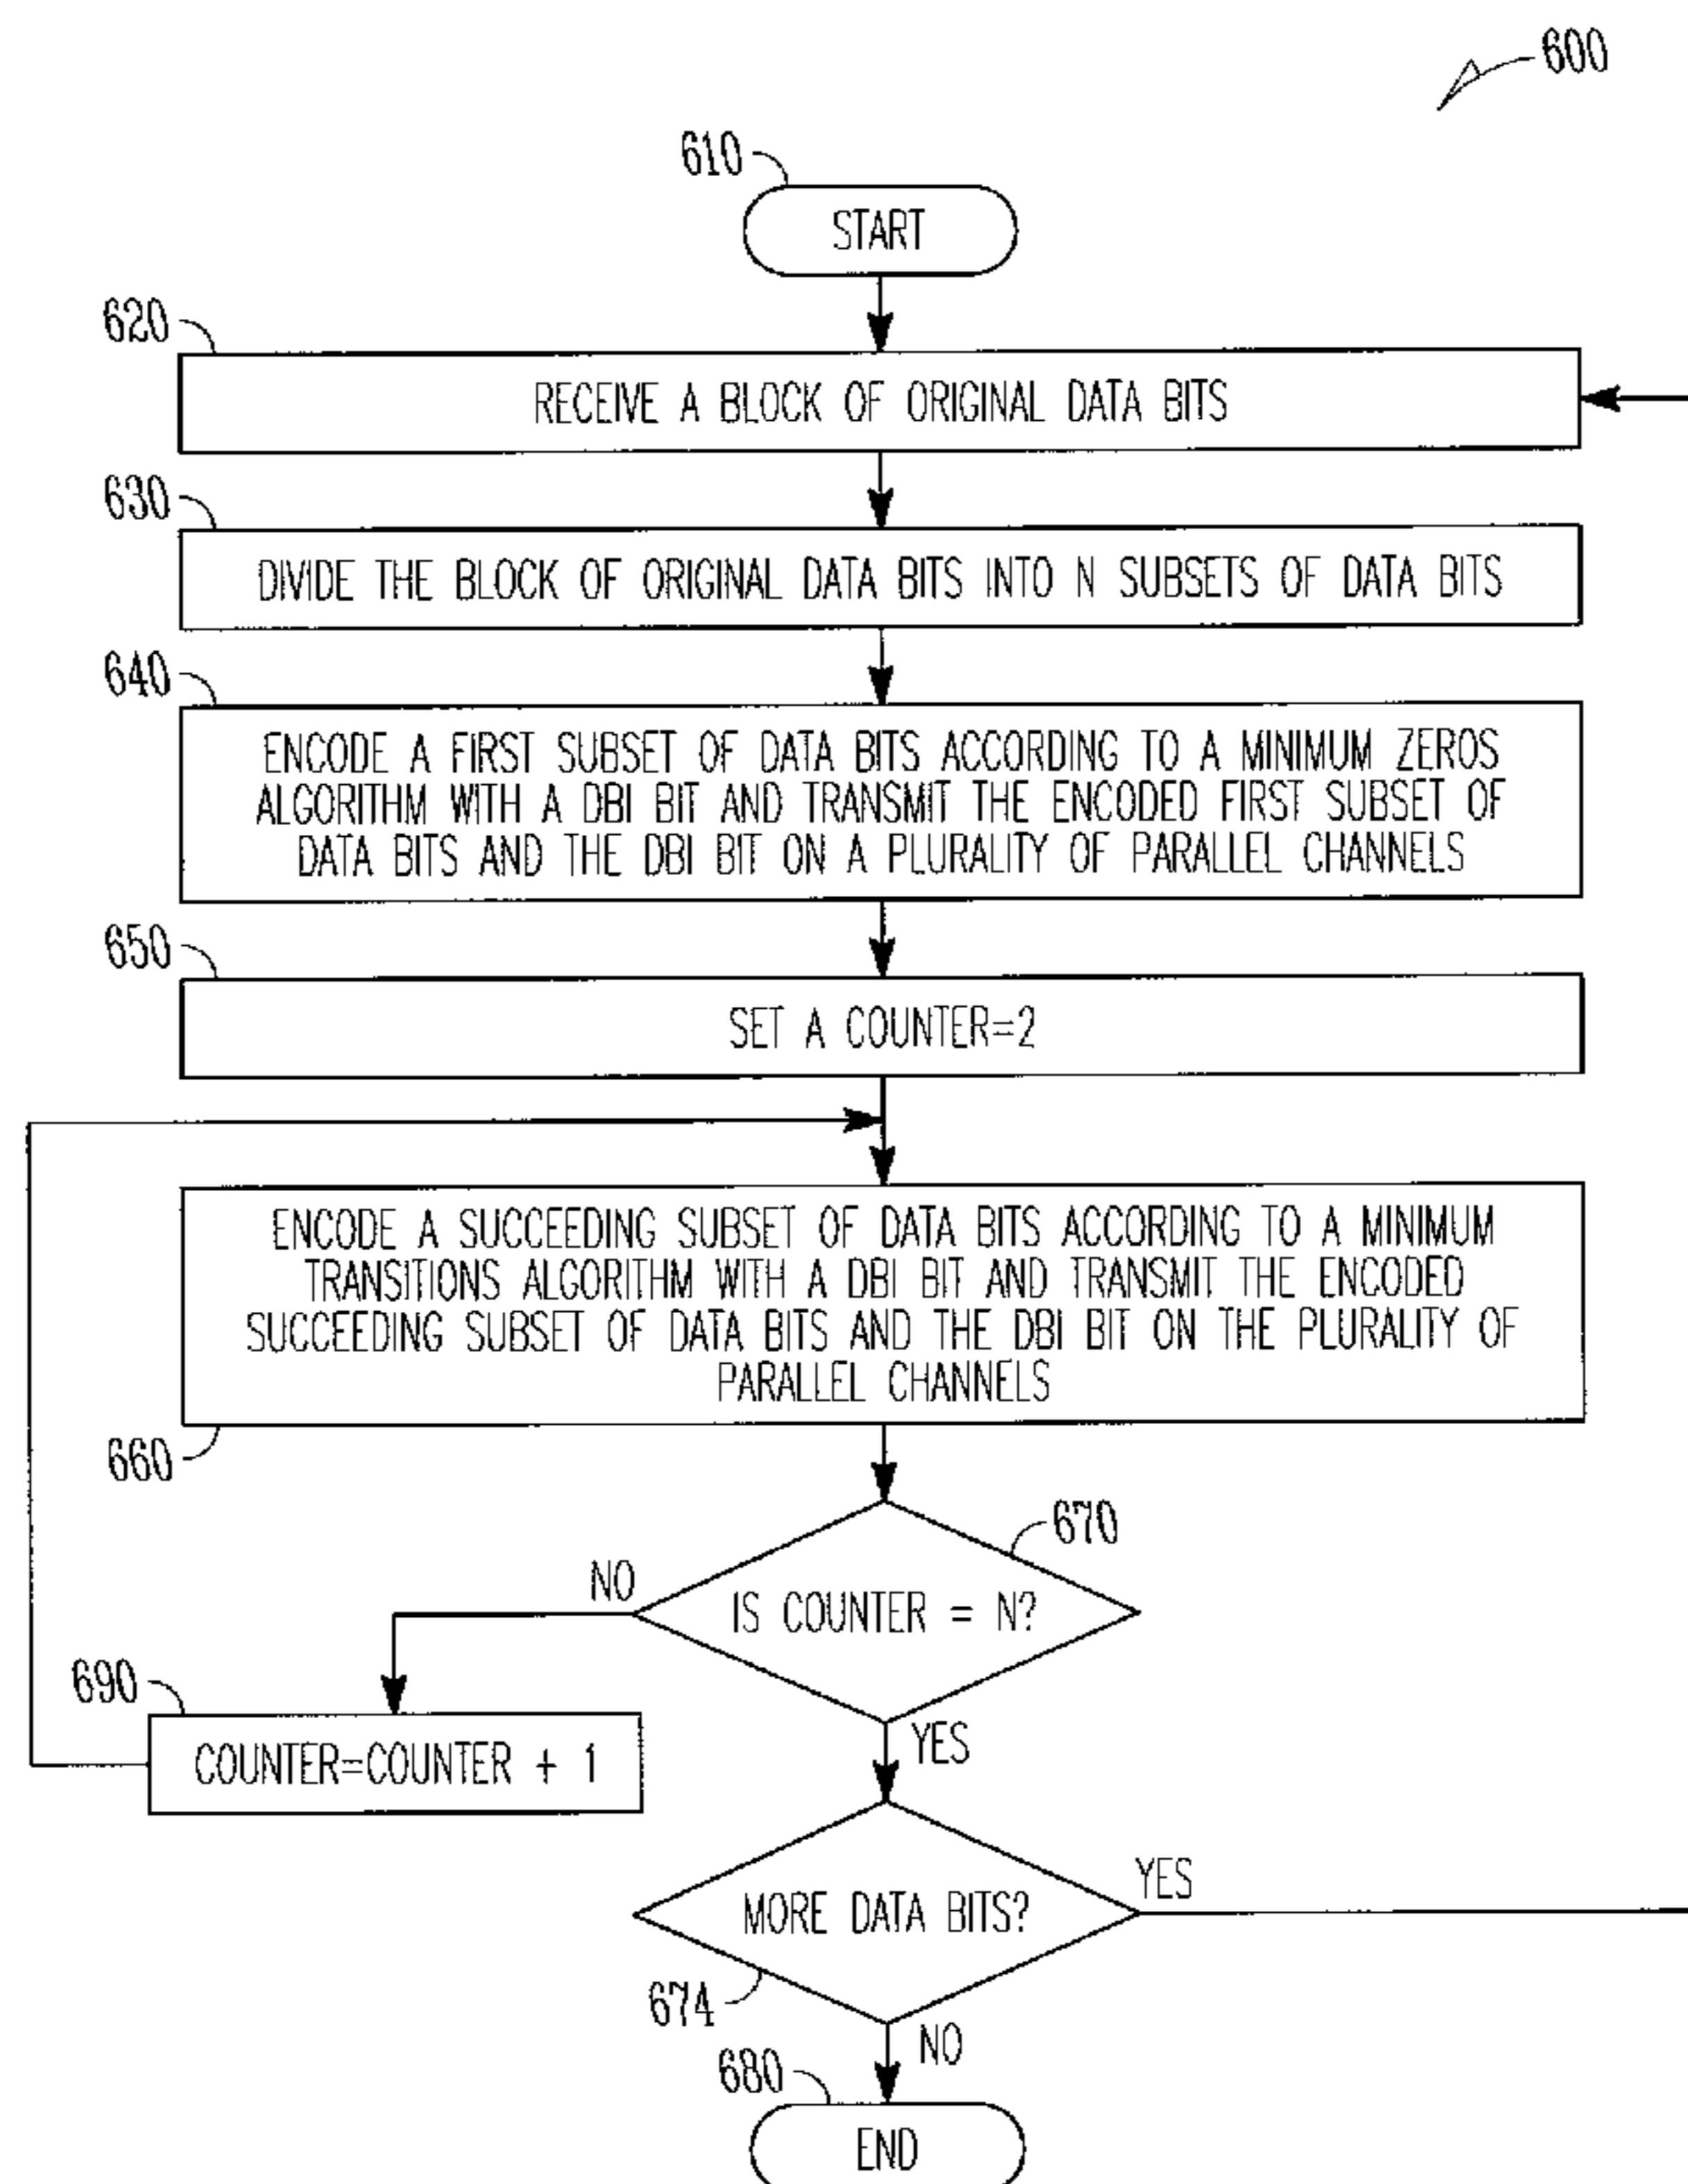 600
610
START
620
RECEIVE A BLOCK OF ORIGINAL DATA BITS
630
DIVIDE THE BLOCK OF ORIGINAL DATA BITS INTO N SUBSETS OF DATA BITS
640
ENCODE A FIRST SUBSET OF DATA BITS ACCORDING TO A MINIMUM ZEROS
ALGORITHM WITH A DBI BIT AND TRANSMIT THE ENCODED FIRST SUBSET OF
DATA BITS AND THE DBI BIT ON A PLURALITY OF PARALLEL CHANNELS
650
SET A COUNTER=2
ENCODE A SUCCEEDING SUBSET OF DATA BITS ACCORDING TO A MINIMUM
TRANSITIONS ALGORITHM WITH A DBI BIT AND TRANSMIT THE ENCODED
SUCCEEDING SUBSET OF DATA BITS AND THE DBI BIT ON THE PLURALITY OF
PARALLEL CHANNELS
660
670
NO
IS COUNTER = N?
690
COUNTER=COUNTER + 1
YES
MORE DATA BITS?
YES
674
NO
680
END